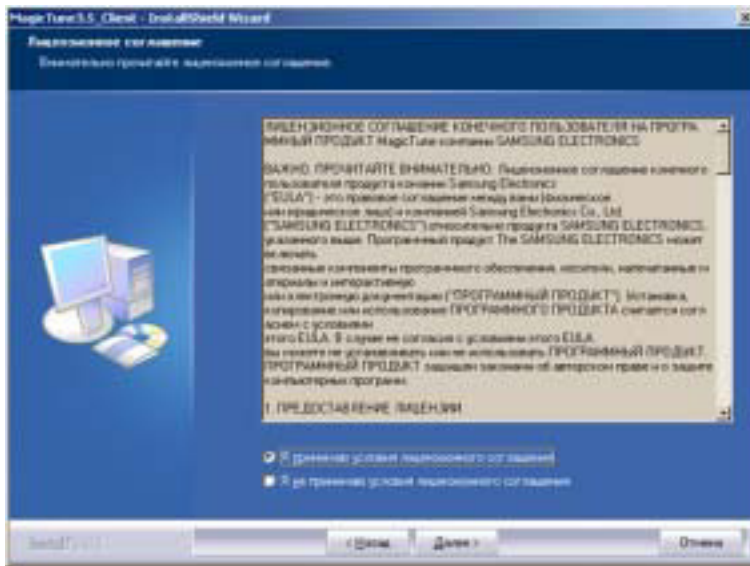 MagicTune3.5_Client - InstallShield Wizard
Лицензионное соглашение
Внимательно прочитайте лицензионное соглашение.
ЛИЦЕНЗИОННОЕ СОГЛАШЕНИЕ КОНЕЧНОГО ПОЛЬЗОВАТЕЛЯ НА ПРОГРА
ММНЫЙ ПРОДУКТ MagicTune компании SAMSUNG ELECTRONICS
ВАЖНО, ПРОЧИТАЙТЕ ВНИМАТЕЛЬНО: Лицензионное соглашение конечного
пользователя продукта компании Samsung Electronics
("EULA") - это правовое соглашение между вами (физическое
или юридическое лицо) и компанией Samsung Electronics Co., Ltd.
("SAMSUNG ELECTRONICS") относительно продукта SAMSUNG ELECTRONICS,
указанного выше. Программный продукт The SAMSUNG ELECTRONICS может
включать
связанные компоненты программного обеспечения, носители, напечатанные м
атериалы и интерактивную
или электронную документацию ("ПРОГРАММНЫЙ ПРОДУКТ"). Установка,
копирование или использование ПРОГРАММНОГО ПРОДУКТА считается согл
асием с условиями
этого EULA. В случае не согласия с условиями этого EULA
вы можете не устанавливать или не использовать ПРОГРАММНЫЙ ПРОДУКТ.
ПРОГРАММНЫЙ ПРОДУКТ защищен законами об авторском праве и о защите
компьютерных программ.
1. ПРЕДОСТАВЛЕНИЕ ЛИЦЕНЗИИ
Я принимаю условия лицензионного соглашения
Я не принимаю условия лицензионного соглашения
< Назад
Далее >
Отмена